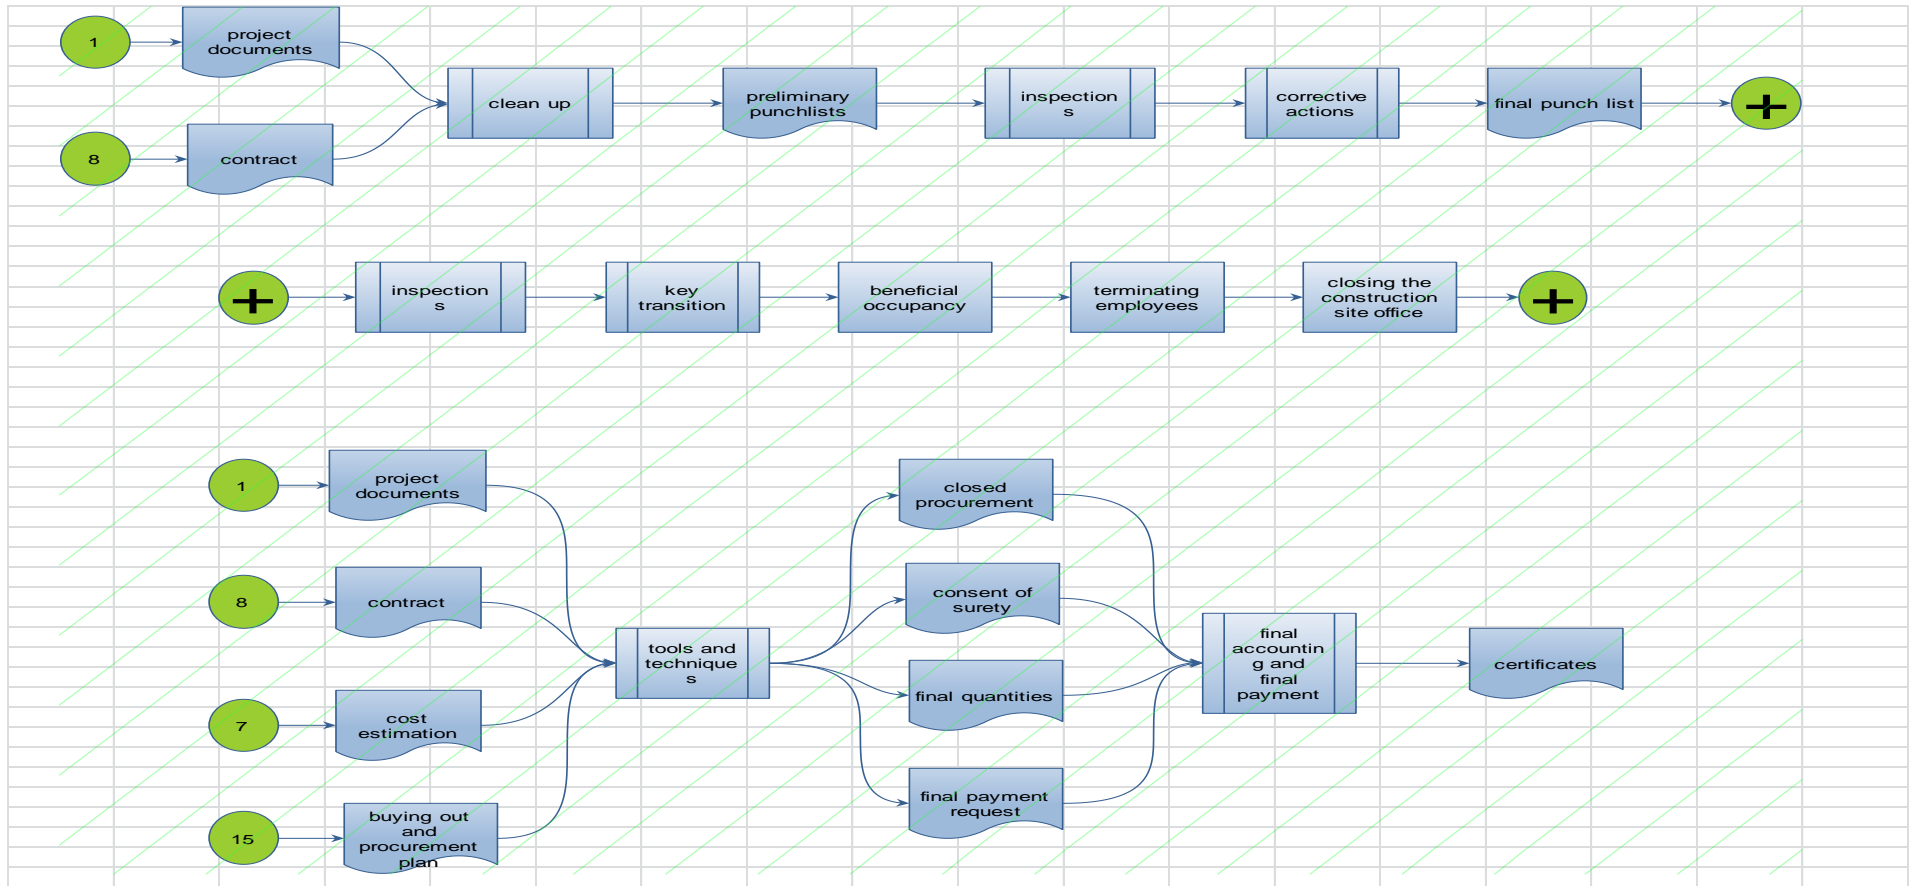 1
project
documents
8
contract
clean up
preliminary
punchlists
inspection
s
corrective
actions
final punch list
inspection
s
key
transition
beneficial
occupancy
terminating
employees
closing the
construction
site office
1
project
documents
8
contract
7
cost
estimation
15
buying out
and
procurement
plan
tools and
technique
s
closed
procurement
consent of
surety
final quantities
final payment
request
final
accountin
g and
final
payment
certificates